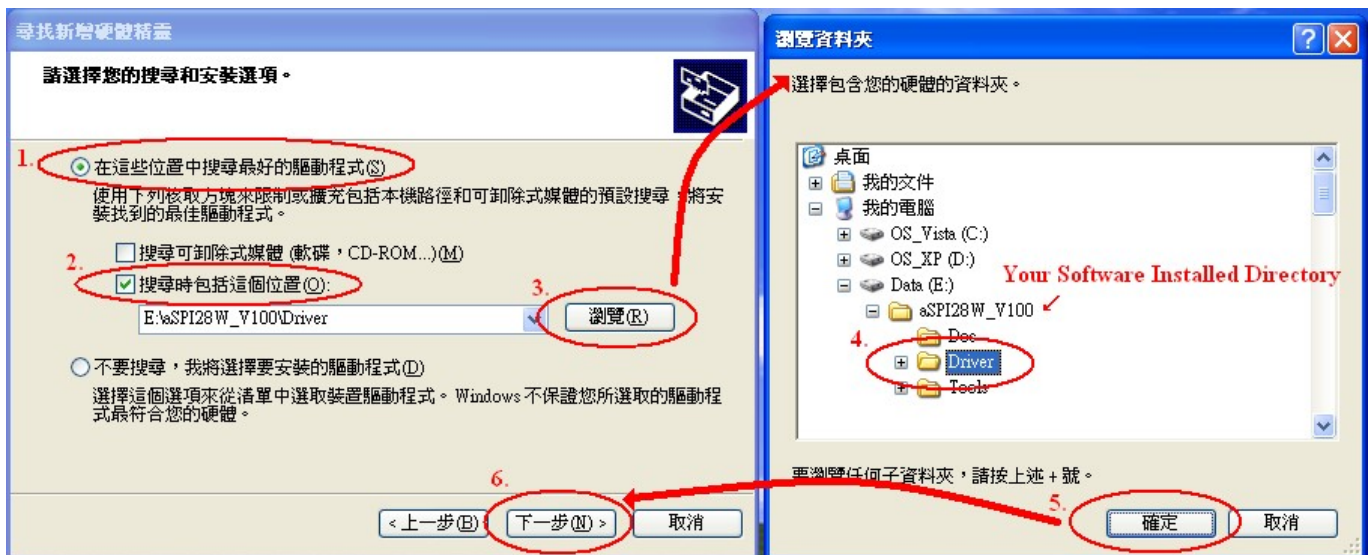 尋找新增硬體精靈
請選擇您的搜尋和安裝選項。
1.
在這些位置中搜尋最好的驅動程式(S)
使用下列核取方塊來限制或擴充包括本機路徑和可卸除式媒體的預設搜尋，將安
裝找到的最佳驅動程式。
搜尋可卸除式媒體 (軟碟，CD-ROM...)(M)
2.
搜尋時包括這個位置(O):
E:\aSPI28W_V100\Driver
3.
瀏覽(R)
不要搜尋，我將選擇要安裝的驅動程式(D)
選擇這個選項來從清單中選取裝置驅動程式。Windows 不保證您所選取的驅動程
式最符合您的硬體。
6.
<上一步(B)
下一步(N) >
取消
瀏覽資料夾
選擇包含您的硬體的資料夾。
桌面
我的文件
我的電腦
OS_Vista (C:)
OS_XP (D:)
Data (E:)
Your Software Installed Directory
aSPI28W_V100
4.
Doc
Driver
Tools
要瀏覽任何子資料夾，請按上述 + 號。
5.
確定
取消